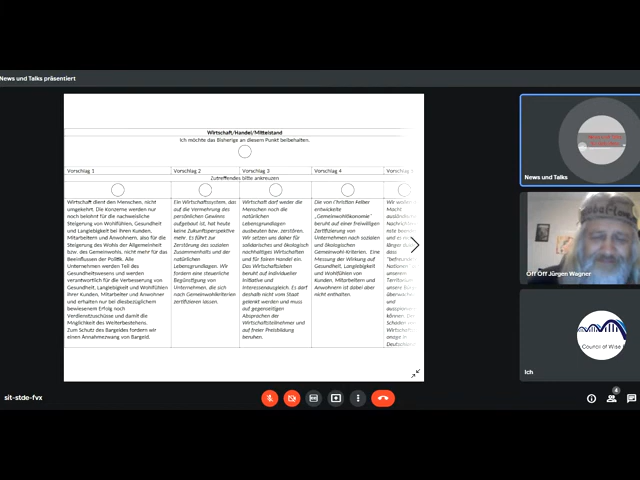 News und Talks präsentiert
Wirtschaft/Handel/Mittelstand
Ich möchte das Bisherige an diesem Punkt beibehalten.
Vorschlag 1
Vorschlag 2
Vorschlag 3
Vorschlag 4
Zutreffendes bitte ankreuzen
Wirtschaft dient den Menschen, nicht
umgekehrt. Die Konzerne werden nur
noch belohnt für die nachweisliche
Steigerung von Wohlfühlen, Gesundheit
und Langlebigkeit bei ihren Kunden,
Mitarbeitern und Anwohnern, also für die
Steigerung des Wohls der Allgemeinheit
bzw. des Gemeinwohls, nicht mehr für das
Beeinflussen der Politik. Alle
Unternehmen werden Teil des
Gesundheitswesens und werden
verantwortlich für die Verbesserung von
Gesundheit, Langlebigkeit und Wohlfühlen
ihrer Kunden, Mitarbeiter und Anwohner
und erhalten nur bei diesbezüglichem
bewiesenem Erfolg noch
Verdienstzuschüsse und damit die
Möglichkeit des Weiterbestehens.
Zum Schutz des Bargeldes fordern wir
einen Annahmezwang von Bargeld.
Ein Wirtschaftssystem, das
auf die Vermehrung des
persönlichen Gewinns
aufgebaut ist, hat heute
keine Zukunftsperspektive
mehr. Es führt zur
Zerstörung des sozialen
Zusammenhalts und der
natürlichen
Lebensgrundlagen. Wir
fordern eine steuerliche
Begünstigung von
Unternehmen, die sich
nach Gemeinwohlkriterien
zertifizieren lassen.
Wirtschaft darf weder die
Menschen noch die
natürlichen
Lebensgrundlagen
ausbeuten bzw. zerstören.
Wir setzen uns daher für
solidarisches und ökologisch
nachhaltiges Wirtschaften
und für fairen Handel ein.
Das Wirtschaftsleben
beruht auf individueller
Initiative und
Interessensausgleich. Es darf
deshalb nicht vom Staat
gelenkt werden und muss
auf gegenseitigen
Absprachen der
Wirtschaftsteilnehmer und
auf freier Preisbildung
beruhen.
Die von Christian Felber
entwickelte
„Gemeinwohlökonomie"
beruht auf einer freiwilligen
Zertifizierung von
Unternehmen nach sozialen
und ökologischen
Gemeinwohl-Kriterien. Eine
Messung der Wirkung auf
Gesundheit, Langlebigkeit
und Wohlfühlen von
Kunden, Mitarbeitern und
Anwohnern ist dabei aber
nicht enthalten.
News und Talks
Off Öff Jürgen Wagner
Council of Wise
Ich
sit-stde-fvx
4